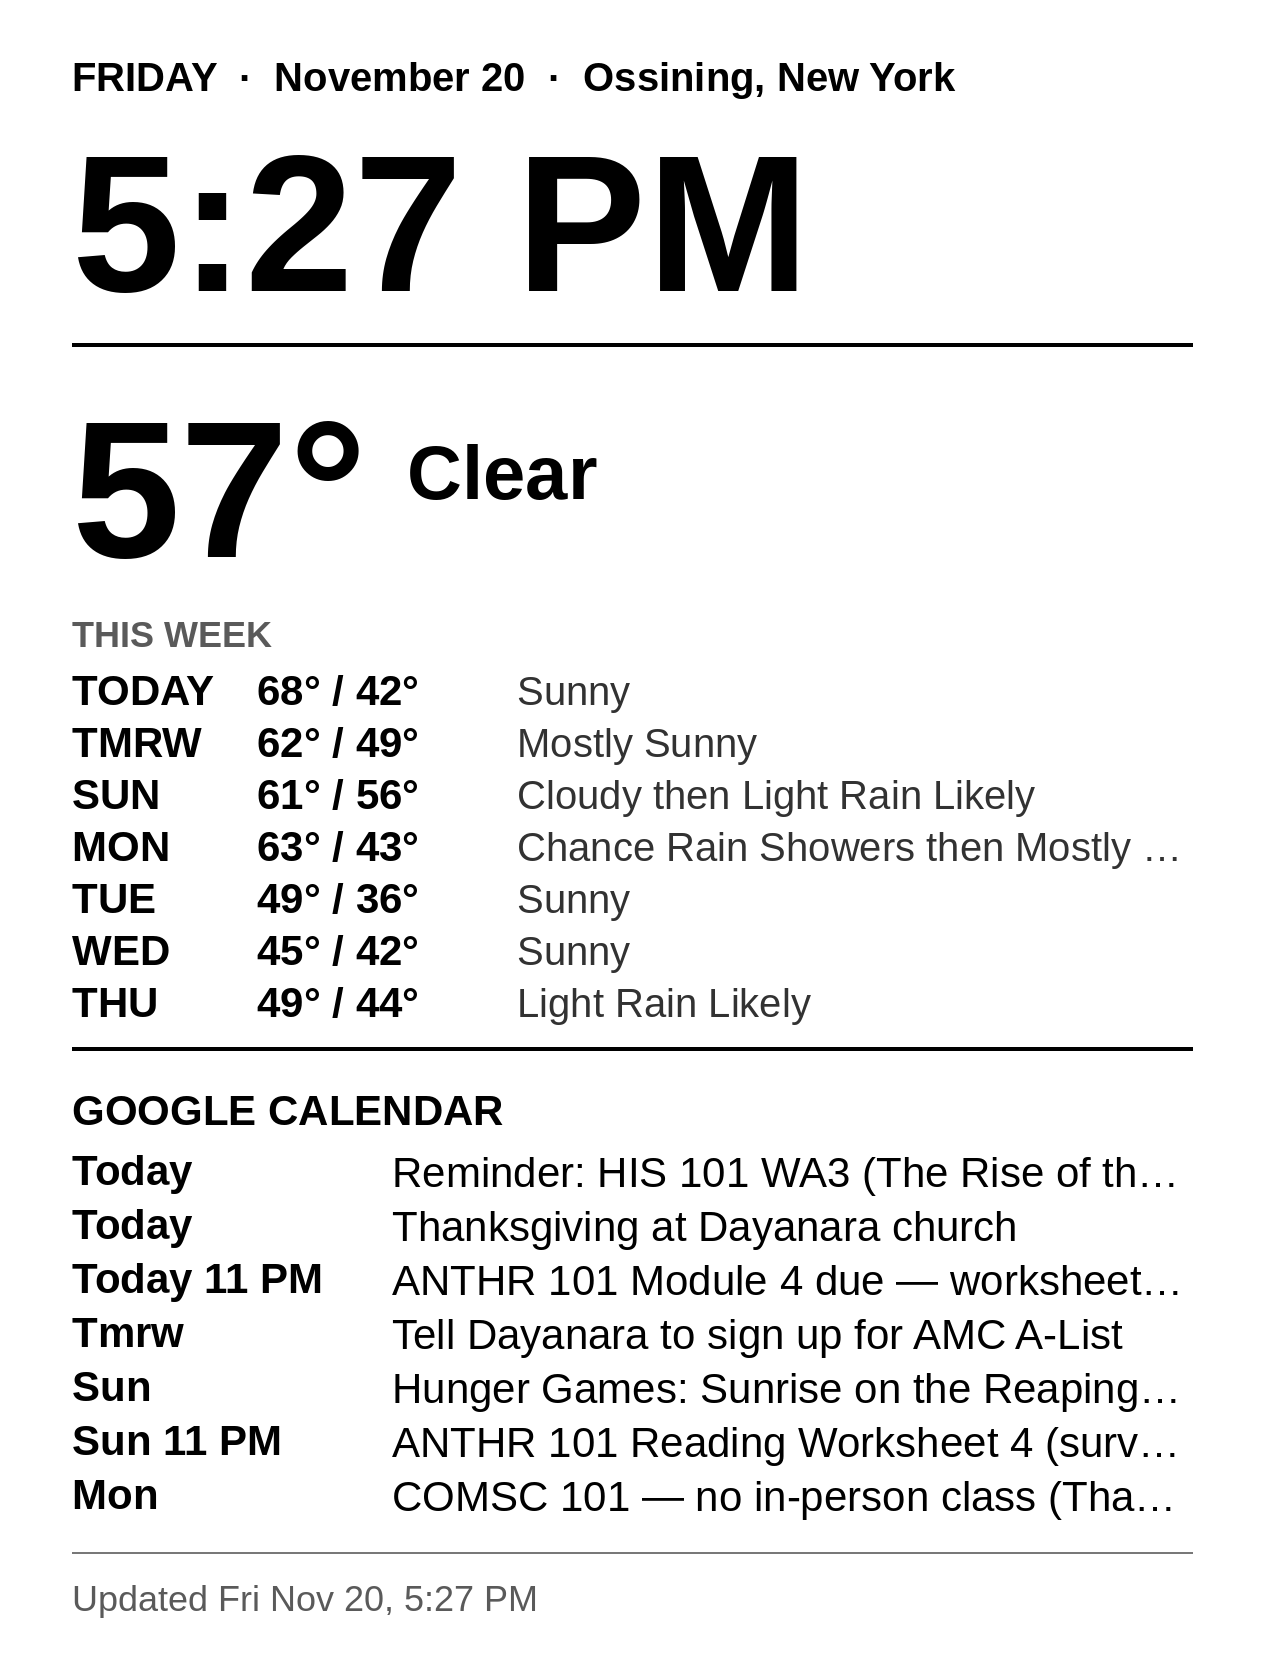 FRIDAY · November 20 · Ossining, New York
5:27 PM
57° Clear
THIS WEEK
TODAY 68° / 42° Sunny
TMRW 62° / 49° Mostly Sunny
SUN 61° / 56° Cloudy then Light Rain Likely
MON 63° / 43° Chance Rain Showers then Mostly …
TUE 49° / 36° Sunny
WED 45° / 42° Sunny
THU 49° / 44° Light Rain Likely
GOOGLE CALENDAR
Today Reminder: HIS 101 WA3 (The Rise of th…
Today Thanksgiving at Dayanara church
Today 11 PM ANTHR 101 Module 4 due — worksheet…
Tmrw Tell Dayanara to sign up for AMC A-List
Sun Hunger Games: Sunrise on the Reaping…
Sun 11 PM ANTHR 101 Reading Worksheet 4 (surv…
Mon COMSC 101 — no in-person class (Tha…
Updated Fri Nov 20, 5:27 PM